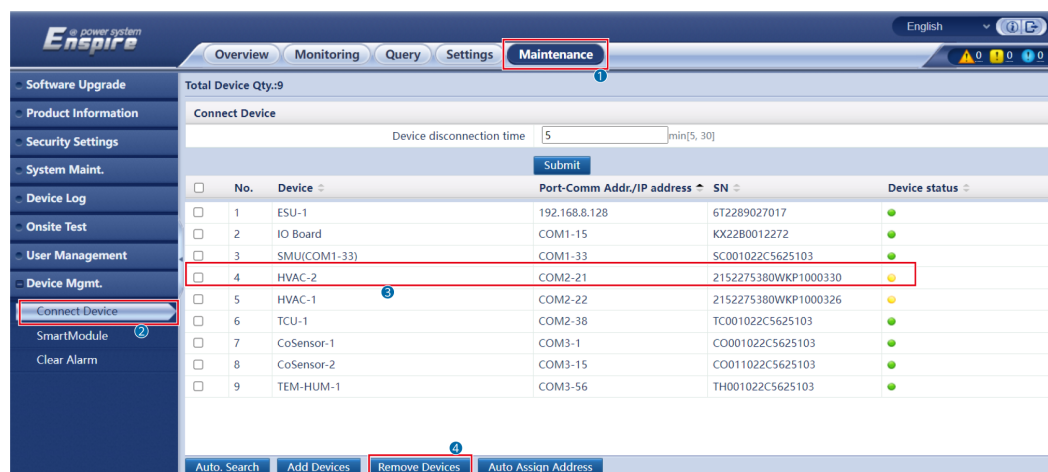 e power system
Enspire
English
Overview Monitoring Query Settings Maintenance
0 0 0
1
Software Upgrade
Product Information
Security Settings
System Maint.
Device Log
Onsite Test
User Management
Device Mgmt.
Connect Device
2
SmartModule
Clear Alarm
Total Device Qty.:9
Connect Device
Device disconnection time 5 min[5, 30]
Submit
No. Device Port-Comm Addr./IP address SN Device status
1 ESU-1 192.168.8.128 6T2289027017
2 IO Board COM1-15 KX22B0012272
3 SMU(COM1-33) COM1-33 SC001022C5625103
4 HVAC-2 COM2-21 2152275380WKP1000330
3
5 HVAC-1 COM2-22 2152275380WKP1000326
6 TCU-1 COM2-38 TC001022C5625103
7 CoSensor-1 COM3-1 CO001022C5625103
8 CoSensor-2 COM3-15 CO011022C5625103
9 TEM-HUM-1 COM3-56 TH001022C5625103
4
Auto. Search Add Devices Remove Devices Auto Assign Address